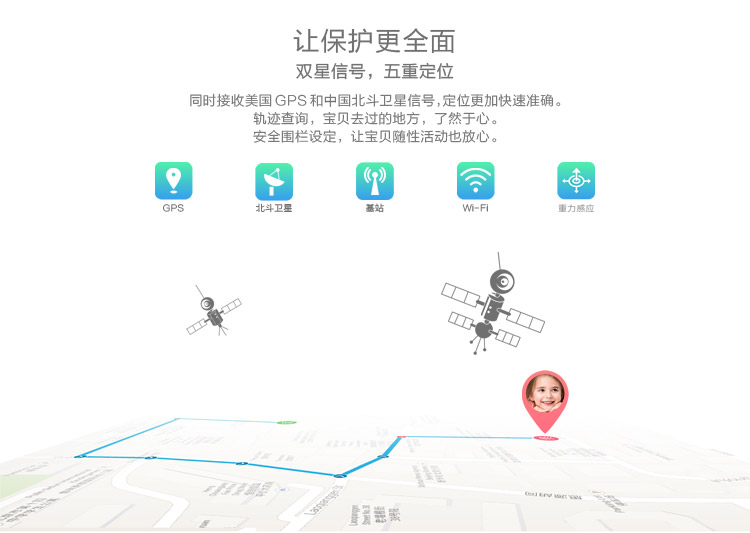 让保护更全面
双星信号，五重定位
同时接收美国 GPS 和中国北斗卫星信号，定位更加快速准确。
轨迹查询，宝贝去过的地方，了然于心。
安全围栏设定，让宝贝随性活动也放心。
GPS
北斗卫星
基站
Wi-Fi
重力感应